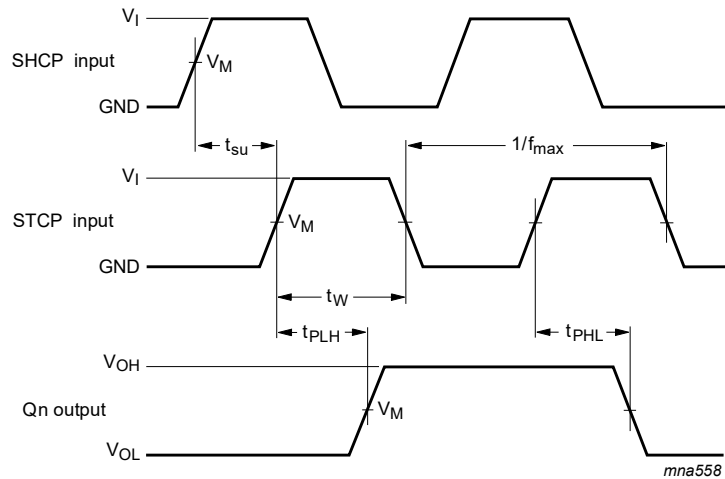 V_I
SHCP input
V_M
GND
t_su
1/f_max
V_I
STCP input
V_M
GND
t_W
t_PLH
t_PHL
V_OH
Qn output
V_M
V_OL
mna558